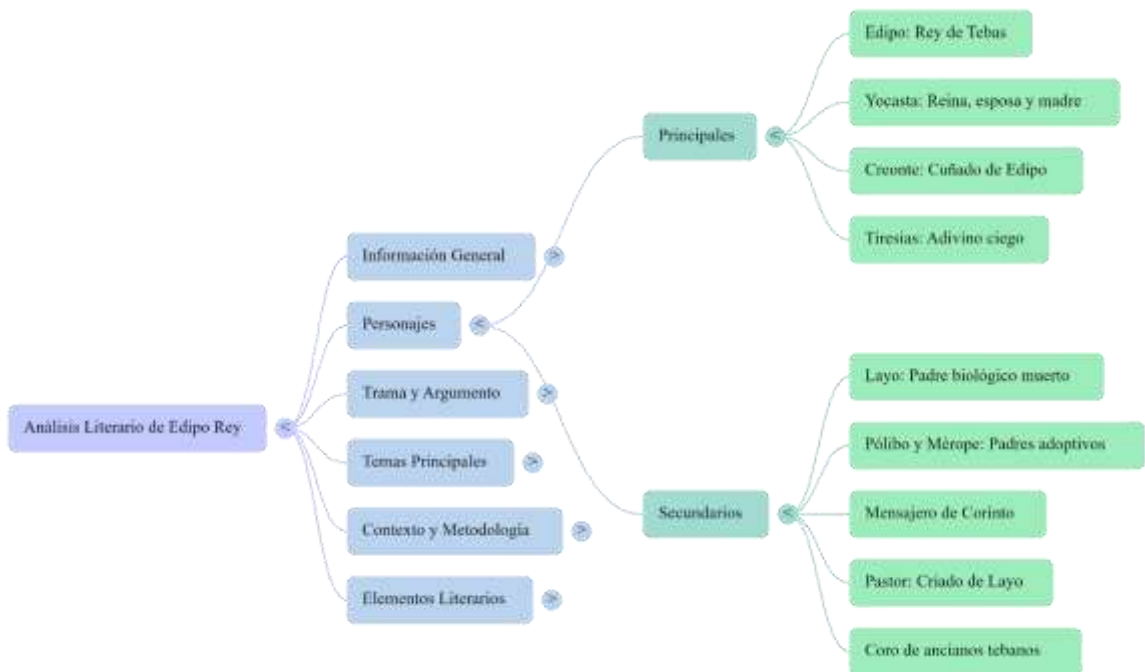 Análisis Literario de Edipo Rey
Información General
Personajes
Trama y Argumento
Temas Principales
Contexto y Metodología
Elementos Literarios
Principales
Edipo: Rey de Tebas
Yocasta: Reina, esposa y madre
Creonte: Cuñado de Edipo
Tiresias: Adivino ciego
Secundarios
Layo: Padre biológico muerto
Pólibo y Mérope: Padres adoptivos
Mensajero de Corinto
Pastor: Criado de Layo
Coro de ancianos tebanos